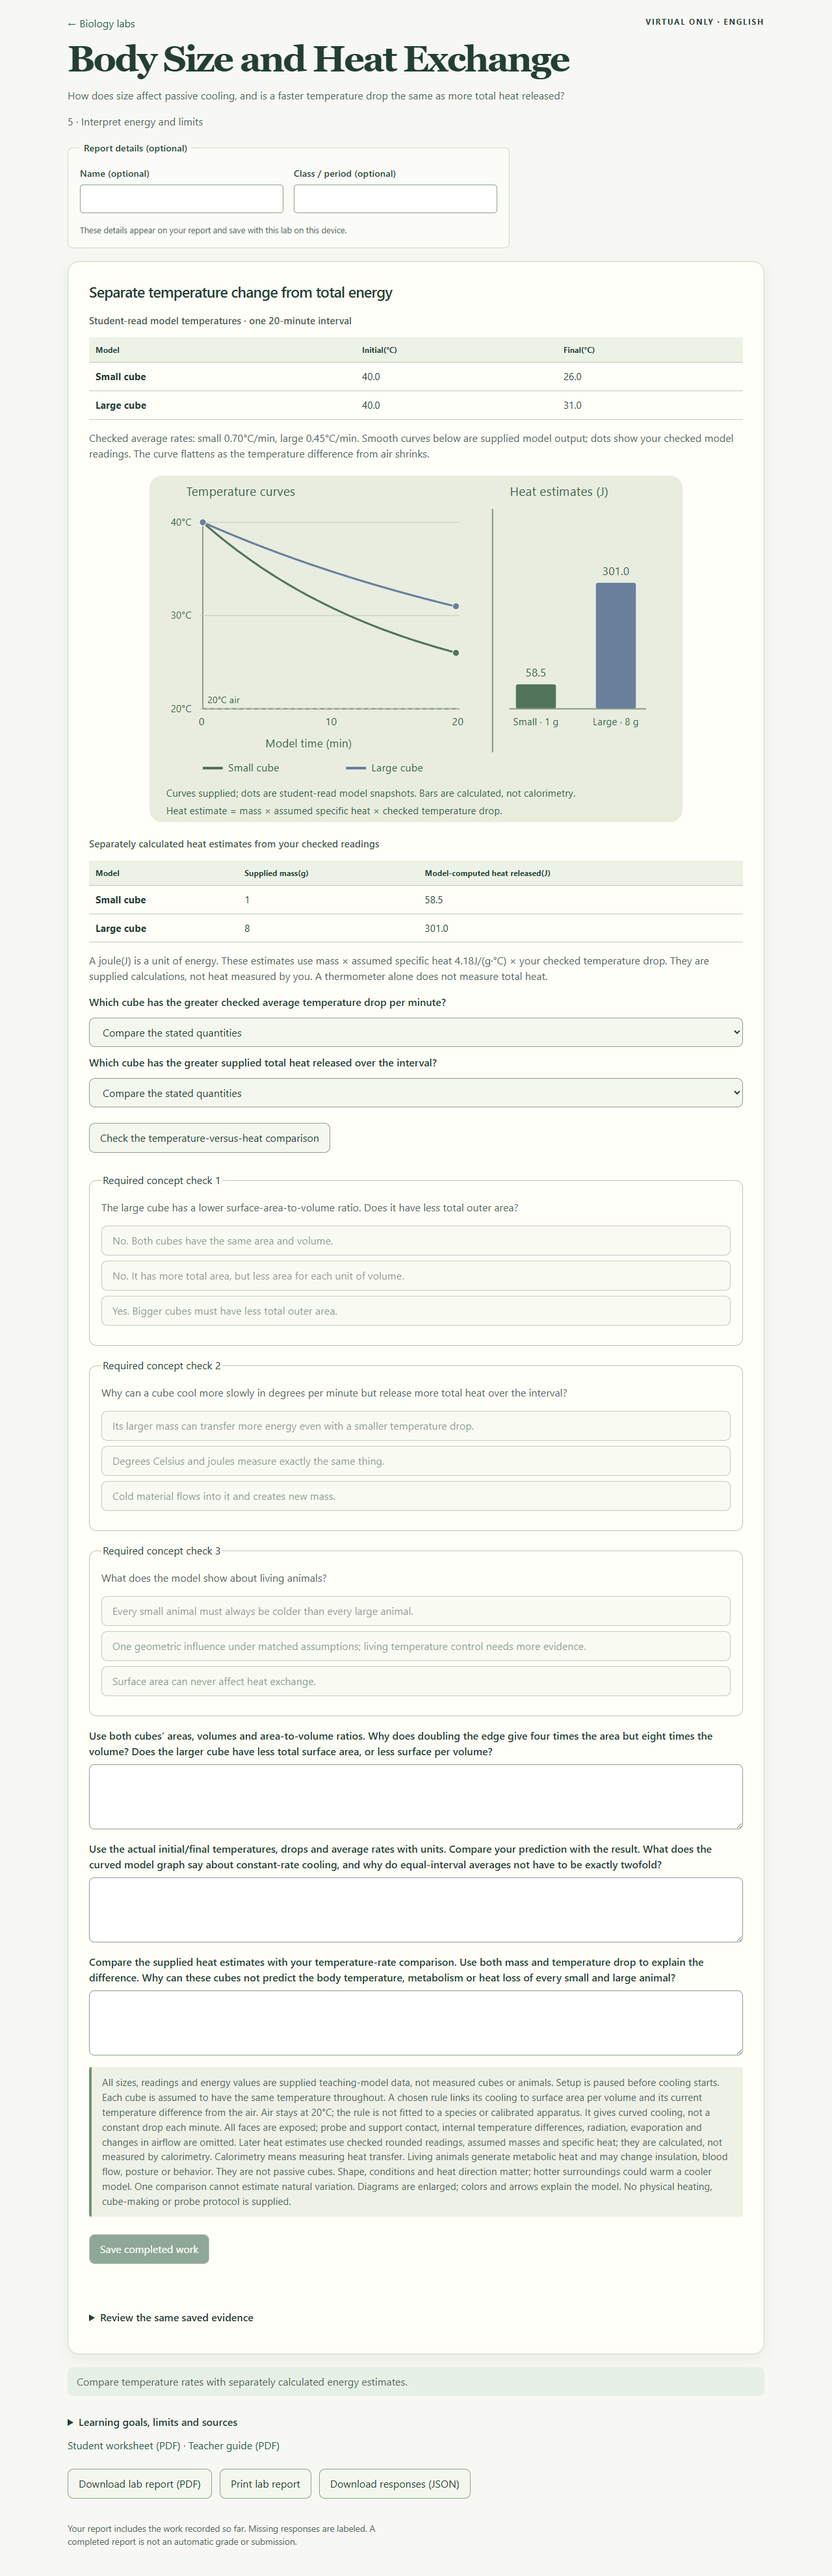 ← Biology labs
VIRTUAL ONLY · ENGLISH
Body Size and Heat Exchange
How does size affect passive cooling, and is a faster temperature drop the same as more total heat released?
5 · Interpret energy and limits
Report details (optional)
Name (optional)
Class / period (optional)
These details appear on your report and save with this lab on this device.
Separate temperature change from total energy
Student-read model temperatures · one 20-minute interval
Model Initial(°C) Final(°C)
Small cube 40.0 26.0
Large cube 40.0 31.0
Checked average rates: small 0.70°C/min, large 0.45°C/min. Smooth curves below are supplied model output; dots show your checked model
readings. The curve flattens as the temperature difference from air shrinks.
Temperature curves
Heat estimates (J)
40°C
30°C
20°C
20°C air
0 10 20
Model time (min)
Small cube Large cube
301.0
58.5
Small · 1 g Large · 8 g
Curves supplied; dots are student-read model snapshots. Bars are calculated, not calorimetry.
Heat estimate = mass × assumed specific heat × checked temperature drop.
Separately calculated heat estimates from your checked readings
Model Supplied mass(g) Model-computed heat released(J)
Small cube 1 58.5
Large cube 8 301.0
A joule(J) is a unit of energy. These estimates use mass × assumed specific heat 4.18J/(g·°C) × your checked temperature drop. They are
supplied calculations, not heat measured by you. A thermometer alone does not measure total heat.
Which cube has the greater checked average temperature drop per minute?
Compare the stated quantities
Which cube has the greater supplied total heat released over the interval?
Compare the stated quantities
Check the temperature-versus-heat comparison
Required concept check 1
The large cube has a lower surface-area-to-volume ratio. Does it have less total outer area?
No. Both cubes have the same area and volume.
No. It has more total area, but less area for each unit of volume.
Yes. Bigger cubes must have less total outer area.
Required concept check 2
Why can a cube cool more slowly in degrees per minute but release more total heat over the interval?
Its larger mass can transfer more energy even with a smaller temperature drop.
Degrees Celsius and joules measure exactly the same thing.
Cold material flows into it and creates new mass.
Required concept check 3
What does the model show about living animals?
Every small animal must always be colder than every large animal.
One geometric influence under matched assumptions; living temperature control needs more evidence.
Surface area can never affect heat exchange.
Use both cubes’ areas, volumes and area-to-volume ratios. Why does doubling the edge give four times the area but eight times the
volume? Does the larger cube have less total surface area, or less surface per volume?
Use the actual initial/final temperatures, drops and average rates with units. Compare your prediction with the result. What does the
curved model graph say about constant-rate cooling, and why do equal-interval averages not have to be exactly twofold?
Compare the supplied heat estimates with your temperature-rate comparison. Use both mass and temperature drop to explain the
difference. Why can these cubes not predict the body temperature, metabolism or heat loss of every small and large animal?
All sizes, readings and energy values are supplied teaching-model data, not measured cubes or animals. Setup is paused before cooling starts.
Each cube is assumed to have the same temperature throughout. A chosen rule links its cooling to surface area per volume and its current
temperature difference from the air. Air stays at 20°C; the rule is not fitted to a species or calibrated apparatus. It gives curved cooling, not a
constant drop each minute. All faces are exposed; probe and support contact, internal temperature differences, radiation, evaporation and
changes in airflow are omitted. Later heat estimates use checked rounded readings, assumed masses and specific heat; they are calculated, not
measured by calorimetry. Calorimetry means measuring heat transfer. Living animals generate metabolic heat and may change insulation, blood
flow, posture or behavior. They are not passive cubes. Shape, conditions and heat direction matter; hotter surroundings could warm a cooler
model. One comparison cannot estimate natural variation. Diagrams are enlarged; colors and arrows explain the model. No physical heating,
cube-making or probe protocol is supplied.
Save completed work
▶ Review the same saved evidence
Compare temperature rates with separately calculated energy estimates.
▶ Learning goals, limits and sources
Student worksheet (PDF) · Teacher guide (PDF)
Download lab report (PDF)
Print lab report
Download responses (JSON)
Your report includes the work recorded so far. Missing responses are labeled. A
completed report is not an automatic grade or submission.